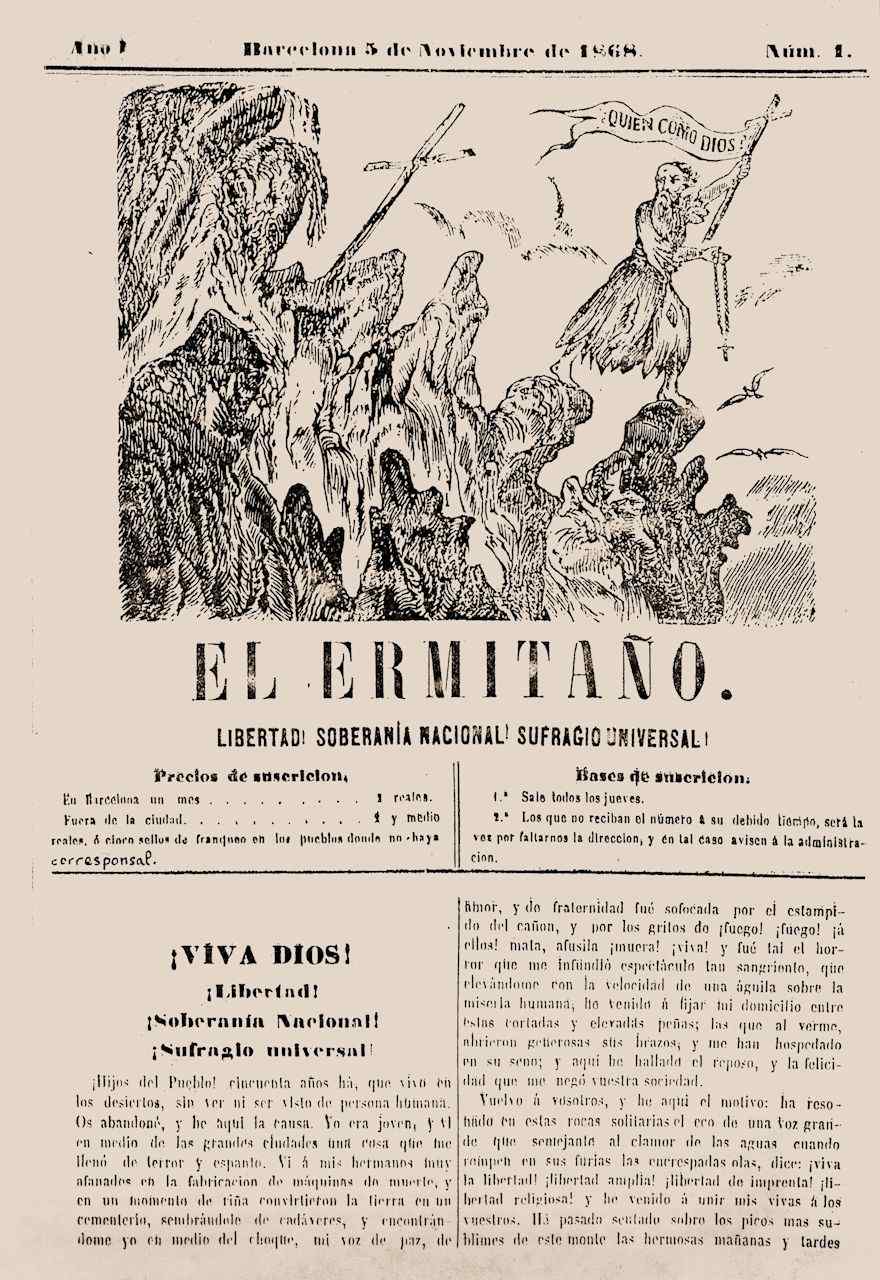 Año I
Barcelona 5 de Noviembre de 1868.
Núm. 1.
¿QUIEN COMO DIOS?
EL ERMITAÑO.
LIBERTAD! SOBERANÍA NACIONAL! SUFRAGIO UNIVERSAL!
Precios de suscricion.
En Barcelona un mes . . . . . . . . . . reales.
Fuera de la ciudad. . . . . . . . . . . y medio
reales, ó cinco sellos de franqueo en los pueblos donde no haya
corresponsal.
Bases de suscricion.
1.ª Sale todos los jueves.
2.ª Los que no reciban el número á su debido tiempo, será la
vez por faltarnos la direccion, y en tal caso avisen á la administra-
cion.
¡VIVA DIOS!
¡Libertad!
¡Soberanía Nacional!
¡Sufragio universal!
¡Hijos del Pueblo! cincuenta años há, que vivo en
los desiertos, sin ver ni ser visto de persona humana.
Os abandoné, y he aquí la causa. Yo era joven, y ví
en medio de las grandes ciudades una cosa que me
llenó de terror y espanto. Ví á mis hermanos muy
afanados en la fabricacion de máquinas de muerte, y
en un momento de riña convirtieron la tierra en un
cementerio, sembrándole de cadáveres, y encontrán-
dome yo en medio del choque, mi voz de paz, de
amor, y de fraternidad fué sofocada por el estampi-
do del cañon, y por los gritos de ¡fuego! ¡fuego! ¡á
ellos! mata, afusila ¡muera! ¡viva! y fué tal el hor-
ror que me infundió espectáculo tan sangriento, que
elevándome con la velocidad de una águila sobre la
miseria humana, he venido á fijar mi domicilio entre
estas cortadas y elevadas peñas; las que al verme,
abrieron generosas sus brazos, y me han hospedado
en su seno; y aquí he hallado el reposo, y la felici-
dad que me negó vuestra sociedad.
Vuelvo á vosotros, y he aquí el motivo: ha reso-
nado en estas rocas solitarias el eco de una voz gran-
de que semejante al clamor de las aguas cuando
rompen en sus furias las encrespadas olas, dice: ¡viva
la libertad! ¡libertad amplia! ¡libertad de imprenta! ¡li-
bertad religiosa! y he venido á unir mis vivas á los
vuestros. Há pasado sentado sobre los picos mas su-
blimes de este monte las hermosas mañanas y tardes